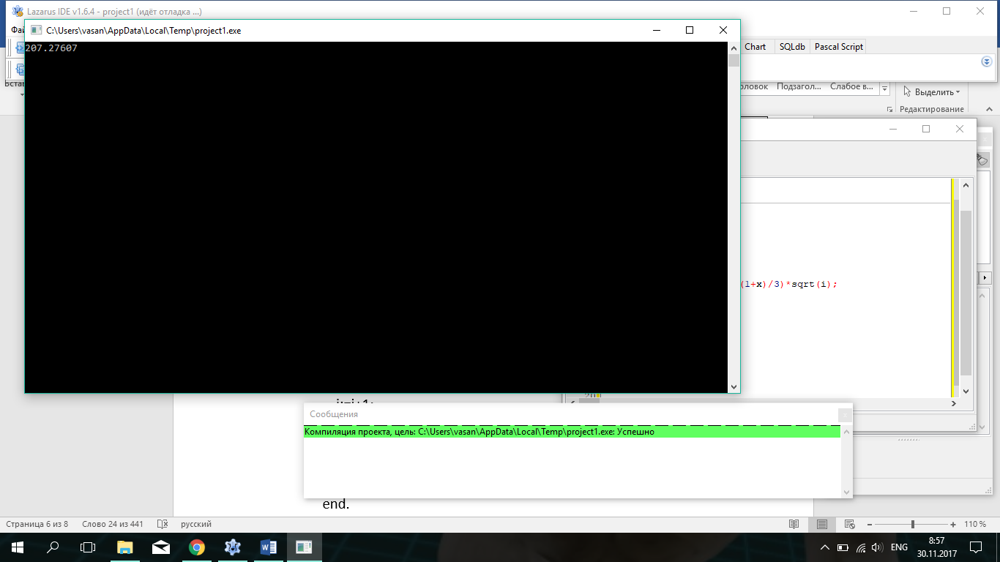 Lazarus IDE v1.6.4 - project1 (идёт отладка ...)
C:\Users\vasan\AppData\Local\Temp\project1.exe
207.27607
Chart SQLdb Pascal Script
Подзагол... Слабое в...
Выделить
Редактирование
(1+x)/3)*sqrt(i);
20
i:=i+1;
Сообщения
Компиляция проекта, цель: C:\Users\vasan\AppData\Local\Temp\project1.exe: Успешно
end.
Страница 6 из 8 Слово 24 из 441 русский 110 %
ENG
8:57
30.11.2017